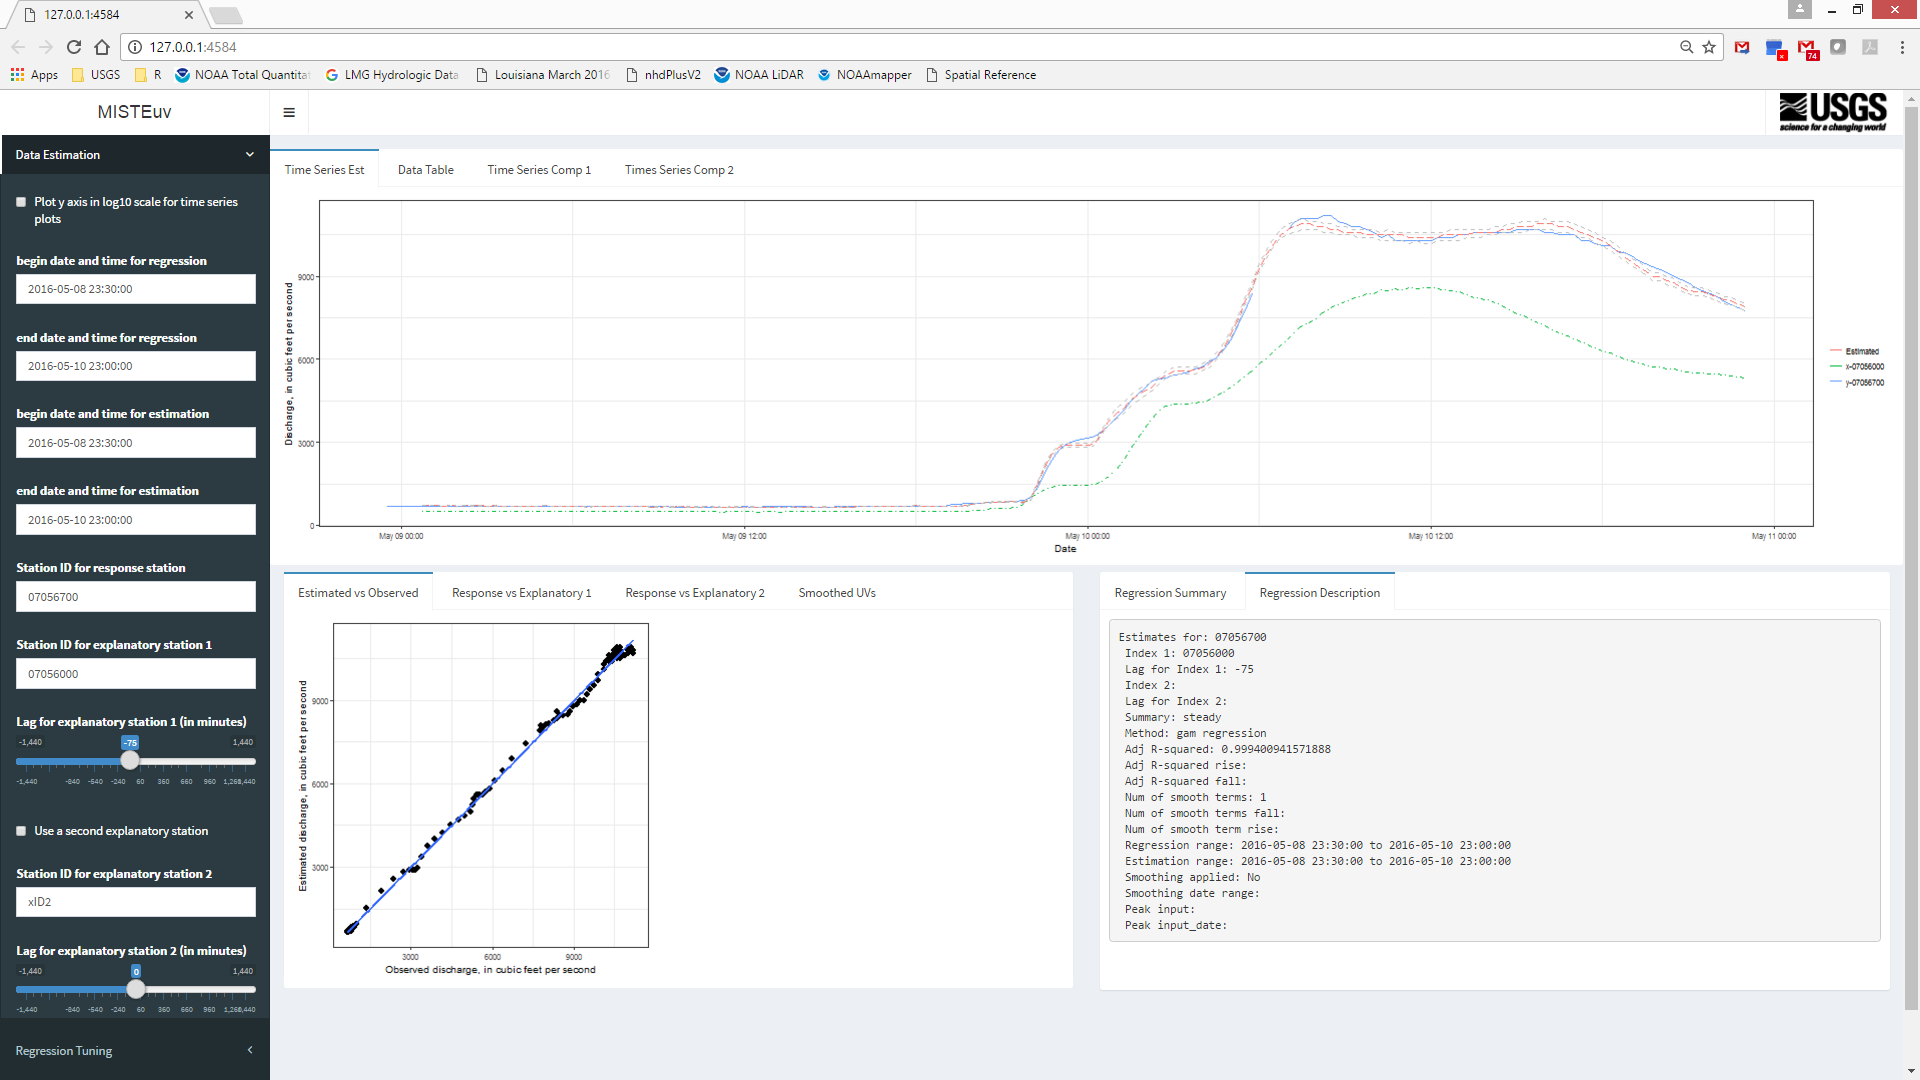 127.0.0.1:4584
127.0.0.1:4584
Apps USGS R NOAA Total Quantitat LMG Hydrologic Data Louisiana March 2016 nhdPlusV2 NOAA LiDAR NOAAmapper Spatial Reference
74
MISTEuv
USGS
science for a changing world
Data Estimation
Plot y axis in log10 scale for time series
plots
begin date and time for regression
2016-05-08 23:30:00
end date and time for regression
2016-05-10 23:00:00
begin date and time for estimation
2016-05-08 23:30:00
end date and time for estimation
2016-05-10 23:00:00
Station ID for response station
07056700
Station ID for explanatory station 1
07056000
Lag for explanatory station 1 (in minutes)
-1,440 -75 1,440
-1,440 -840 -640 -240 60 360 660 960 1,440
Use a second explanatory station
Station ID for explanatory station 2
xID2
Lag for explanatory station 2 (in minutes)
-1,440 0 1,440
-1,440 -840 -640 -240 60 360 660 960 1,440
Regression Tuning
Time Series Est Data Table Time Series Comp 1 Times Series Comp 2
Discharge, in cubic feet per second
9000
6000
3000
0
May 09 00:00 May 09 12:00 May 10 00:00 May 10 12:00 May 11 00:00
Date
Estimated
x-07056000
y-07056700
Estimated vs Observed Response vs Explanatory 1 Response vs Explanatory 2 Smoothed UVs
Estimated discharge, in cubic feet per second
9000
6000
3000
3000 6000 9000
Observed discharge, in cubic feet per second
Regression Summary Regression Description
Estimates for: 07056700
Index 1: 07056000
Lag for Index 1: -75
Index 2:
Lag for Index 2:
Summary: steady
Method: gam regression
Adj R-squared: 0.999400941571888
Adj R-squared rise:
Adj R-squared fall:
Num of smooth terms: 1
Num of smooth terms fall:
Num of smooth term rise:
Regression range: 2016-05-08 23:30:00 to 2016-05-10 23:00:00
Estimation range: 2016-05-08 23:30:00 to 2016-05-10 23:00:00
Smoothing applied: No
Smoothing date range:
Peak input:
Peak input_date: